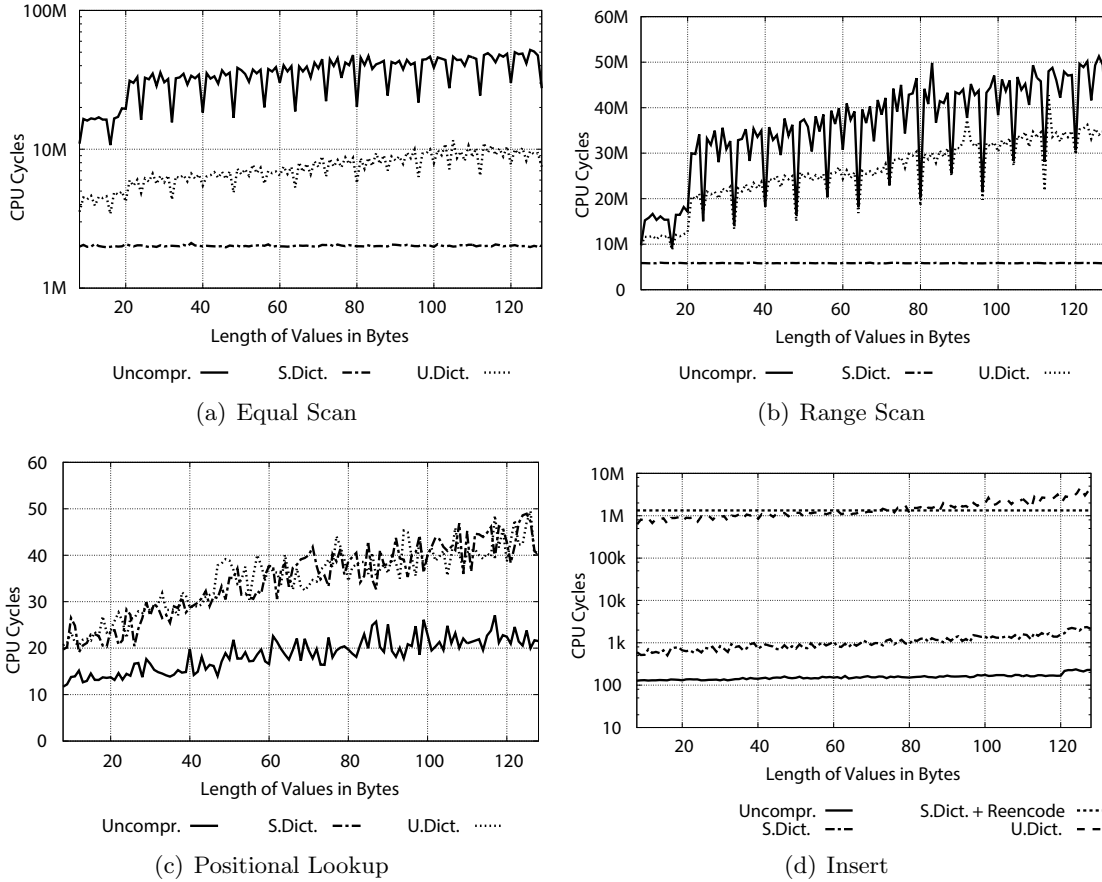 100M
10M
1M
CPU Cycles
20 40 60 80 100 120
Length of Values in Bytes
Uncompr. S.Dict. U.Dict.
(a) Equal Scan
60M
50M
40M
30M
20M
10M
0
CPU Cycles
20 40 60 80 100 120
Length of Values in Bytes
Uncompr. S.Dict. U.Dict.
(b) Range Scan
60
50
40
30
20
10
0
CPU Cycles
20 40 60 80 100 120
Length of Values in Bytes
Uncompr. S.Dict. U.Dict.
(c) Positional Lookup
10M
1M
100k
10k
1k
100
10
CPU Cycles
20 40 60 80 100 120
Length of Values in Bytes
Uncompr. S.Dict. + Reencode
S.Dict. U.Dict.
(d) Insert